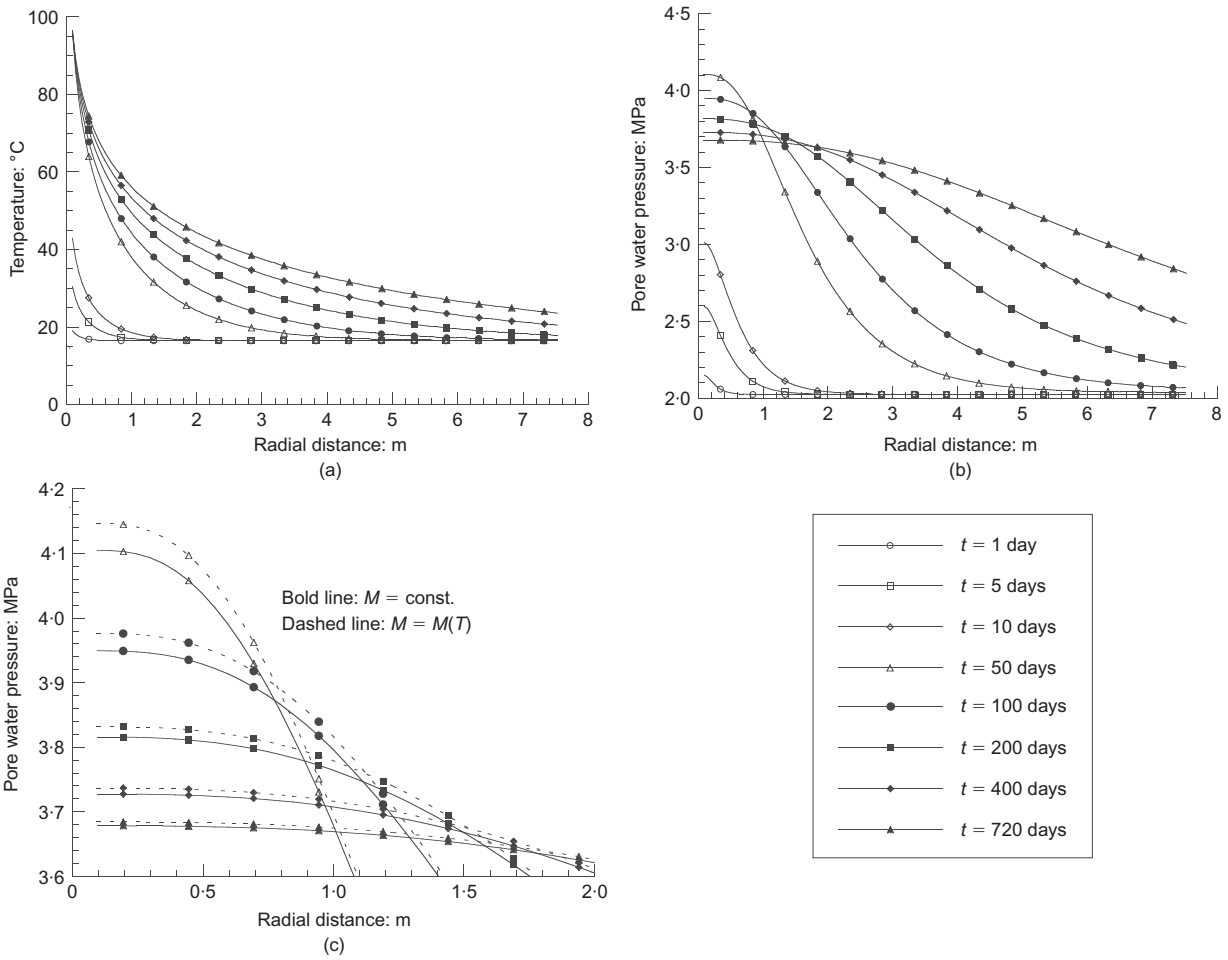 100
80
60
40
20
0
Temperature: °C
0 1 2 3 4 5 6 7 8
Radial distance: m
(a)
4·5
4·0
3·5
3·0
2·5
2·0
Pore water pressure: MPa
0 1 2 3 4 5 6 7 8
Radial distance: m
(b)
4·2
4·1
4·0
3·9
3·8
3·7
3·6
Pore water pressure: MPa
Bold line: M = const.
Dashed line: M = M(T)
0 0·5 1·0 1·5 2·0
Radial distance: m
(c)
t = 1 day
t = 5 days
t = 10 days
t = 50 days
t = 100 days
t = 200 days
t = 400 days
t = 720 days